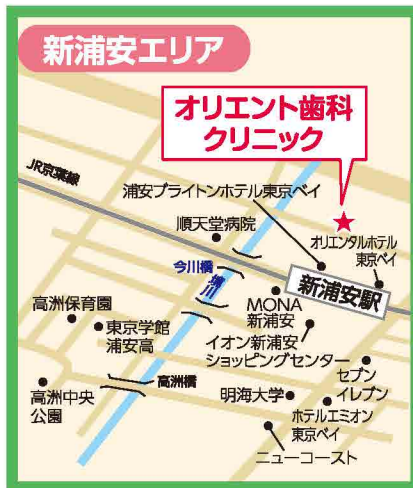 新浦安エリア
オリエント歯科
クリニック
JR京葉線
浦安ブライトンホテル東京ベイ
順天堂病院
オリエンタルホテル
東京ベイ
今川橋
境川
新浦安駅
高洲保育園
MONA
新浦安
東京学館
浦安高
イオン新浦安
ショッピングセンター
高洲橋
セブン
イレブン
高洲中央
公園
明海大学
ホテルエミオン
東京ベイ
ニューコースト